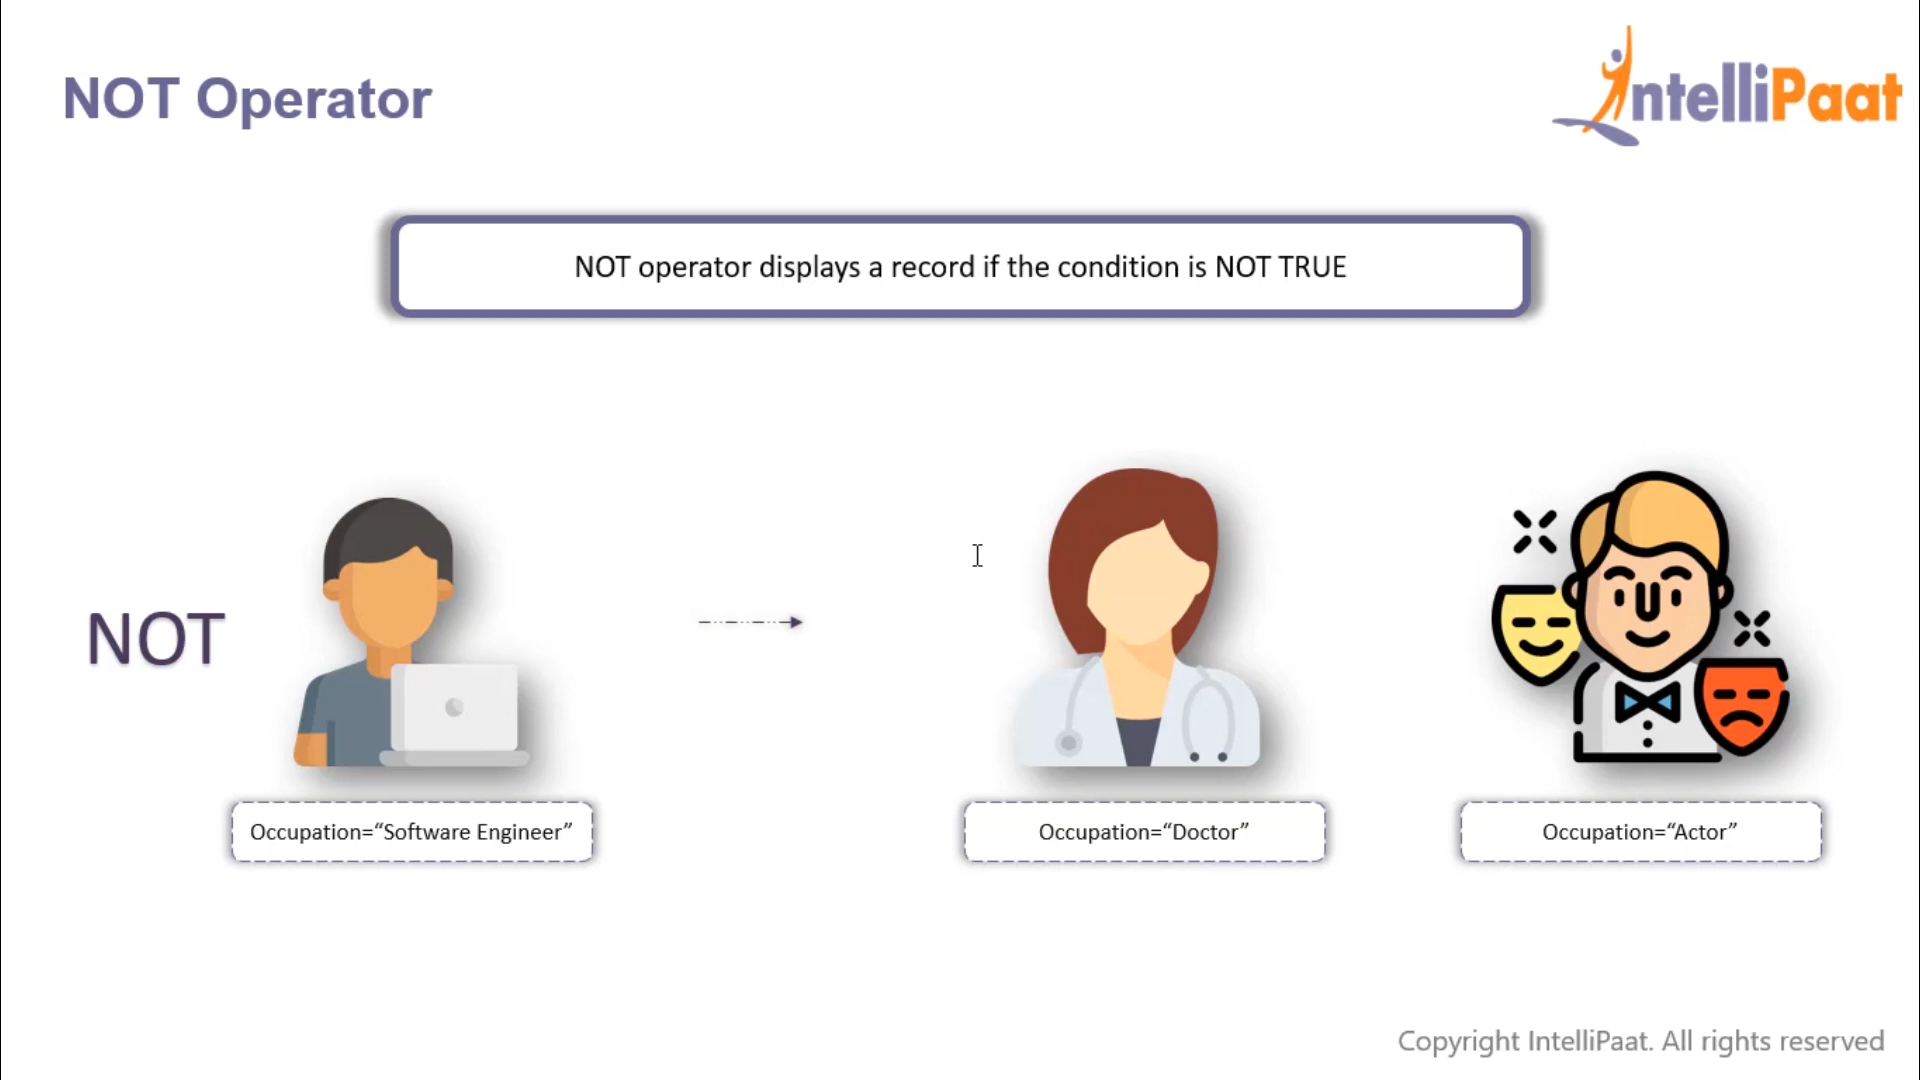 NOT Operator
IntelliPaat
NOT operator displays a record if the condition is NOT TRUE
NOT
Occupation=“Software Engineer”
Occupation=“Doctor”
Occupation=“Actor”
Copyright IntelliPaat. All rights reserved